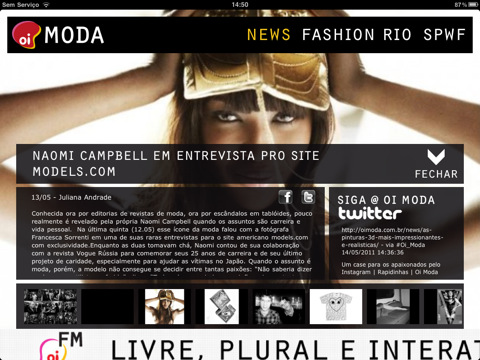 Sem Serviço
14:50
87 %
oi MODA
NEWS FASHION RIO SPWF
NAOMI CAMPBELL EM ENTREVISTA PRO SITE
MODELS.COM
FECHAR
13/05 - Juliana Andrade
Conhecida ora por editorias de revistas de moda, ora por escândalos em tablóides, pouco
realmente é revelado pela própria Naomi Campbell quando os assuntos são carreira e
vida pessoal. Na última quinta (12.05) esse ícone da moda falou com a fotógrafa
Francesca Sorrenti em uma de suas raras entrevistas para o site americano models.com
com exclusividade.Enquanto as duas tomavam chá, Naomi contou de sua colaboração
com a revista Vogue Rússia para comemorar seus 25 anos de carreira e de seu último
projeto de caridade, especialmente para ajudar as vítimas no Japão. Quando o assunto é
moda, porém, a modelo não consegue se decidir entre tantas paixões: "Não saberia dizer
SIGA @ OI MODA
twitter
http://oimoda.com.br/news/as-
pinturas-3d-mais-impressionantes-
e-realisticas/ - via #Oi_Moda
14/05/2011 14:36:36
Um case para os apaixonados pelo
Instagram | Rapidinhas | Oi Moda
oi FM
LIVRE, PLURAL E INTERAT